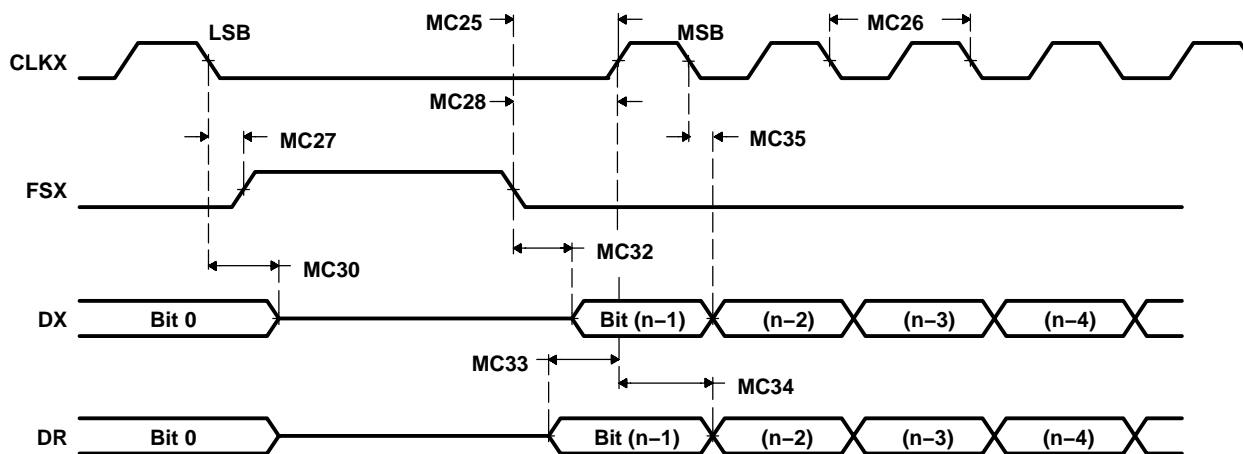 LSB
MC25
MSB
MC26
CLKX
MC28
MC27
MC35
FSX
MC32
MC30
DX
Bit 0
Bit (n−1)
(n−2)
(n−3)
(n−4)
MC33
MC34
DR
Bit 0
Bit (n−1)
(n−2)
(n−3)
(n−4)